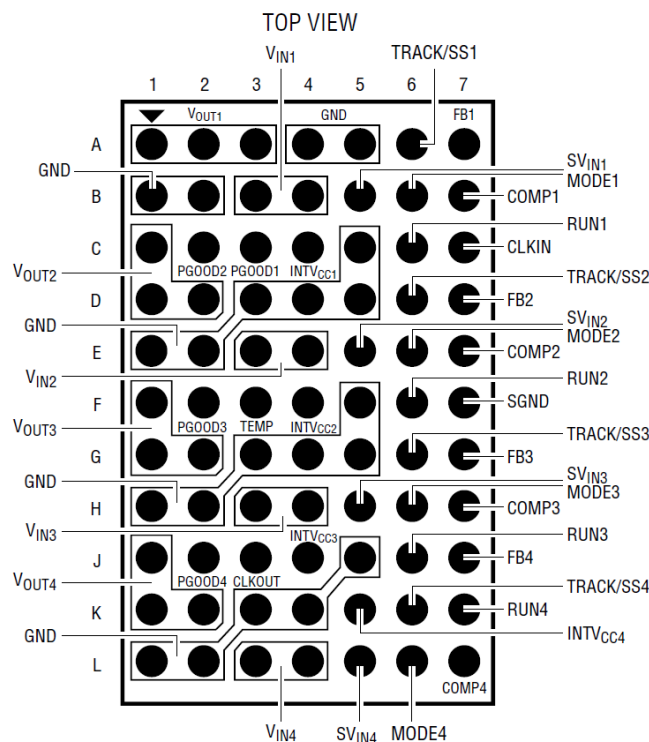 TOP VIEW
VIN1
TRACK/SS1
1 2 3 4 5 6 7
VOUT1 GND FB1
A
GND
SVIN1
MODE1
B
COMP1
RUN1
C
CLKIN
VOUT2
PGOOD2 PGOOD1 INTVCC1
TRACK/SS2
D
FB2
GND
SVIN2
MODE2
E
COMP2
VIN2
RUN2
F
SGND
VOUT3
PGOOD3 TEMP INTVCC2
TRACK/SS3
G
FB3
GND
SVIN3
MODE3
H
COMP3
VIN3
INTVCC3
RUN3
J
FB4
VOUT4
PGOOD4 CLKOUT
TRACK/SS4
K
RUN4
GND
INTVCC4
L
COMP4
VIN4 SVIN4 MODE4